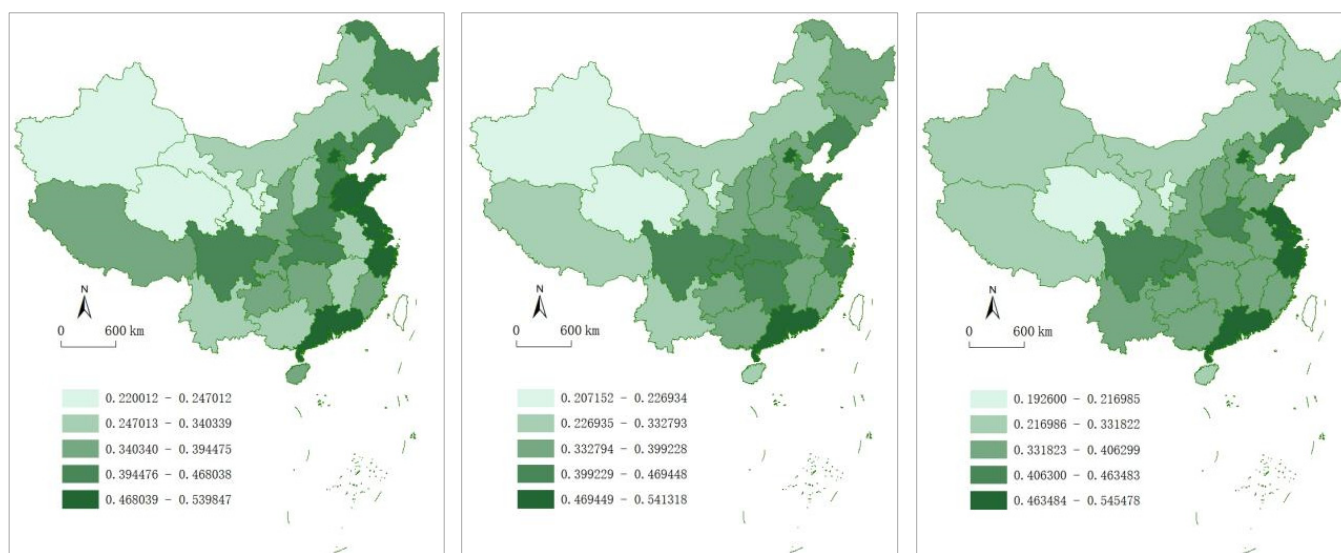 N
0 600 km
0.220012 - 0.247012
0.247013 - 0.340339
0.340340 - 0.394475
0.394476 - 0.468038
0.468039 - 0.539847
N
0 600 km
0.207152 - 0.226934
0.226935 - 0.332793
0.332794 - 0.399228
0.399229 - 0.469448
0.469449 - 0.541318
N
0 600 km
0.192600 - 0.216985
0.216986 - 0.331822
0.331823 - 0.406299
0.406300 - 0.463483
0.463484 - 0.545478